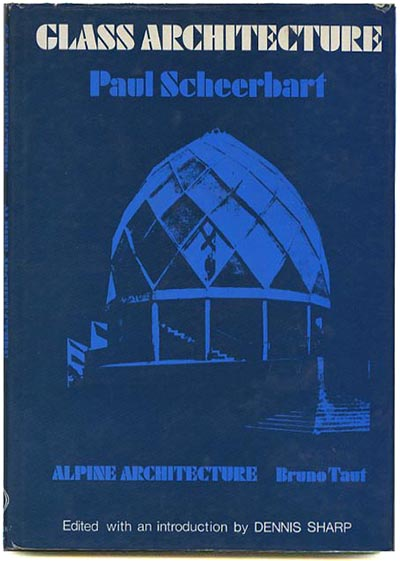 GLASS ARCHITECTURE
Paul Scheerbart
ALPINE ARCHITECTURE Bruno Taut
Edited with an introduction by DENNIS SHARP